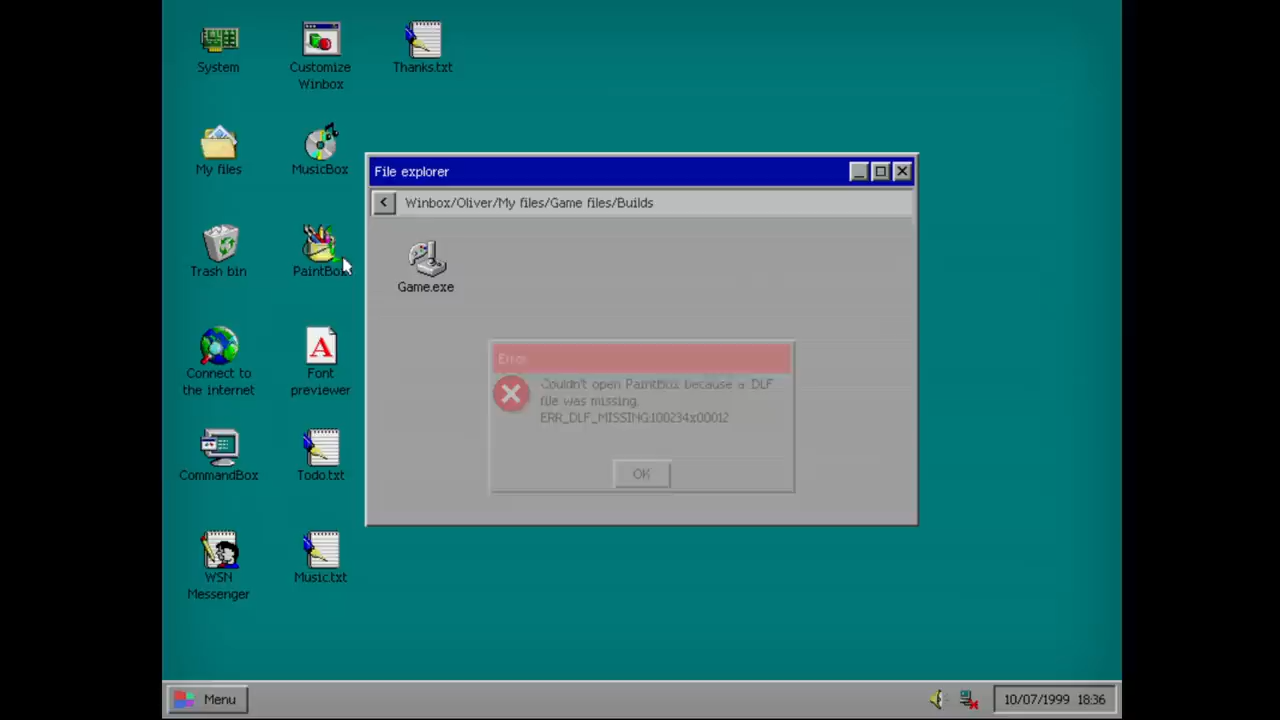 System
Customize
Winbox
Thanks.txt
My files
MusicBox
File explorer
Winbox/Oliver/My files/Game files/Builds
Trash bin
PaintBox
Game.exe
Connect to
the internet
Font
previewer
Error
Couldn't open PaintBox because a DLF
file was missing.
ERR_DLF_MISSING:100234x00012
OK
CommandBox
Todo.txt
WSN
Messenger
Music.txt
Menu
10/07/1999 18:36